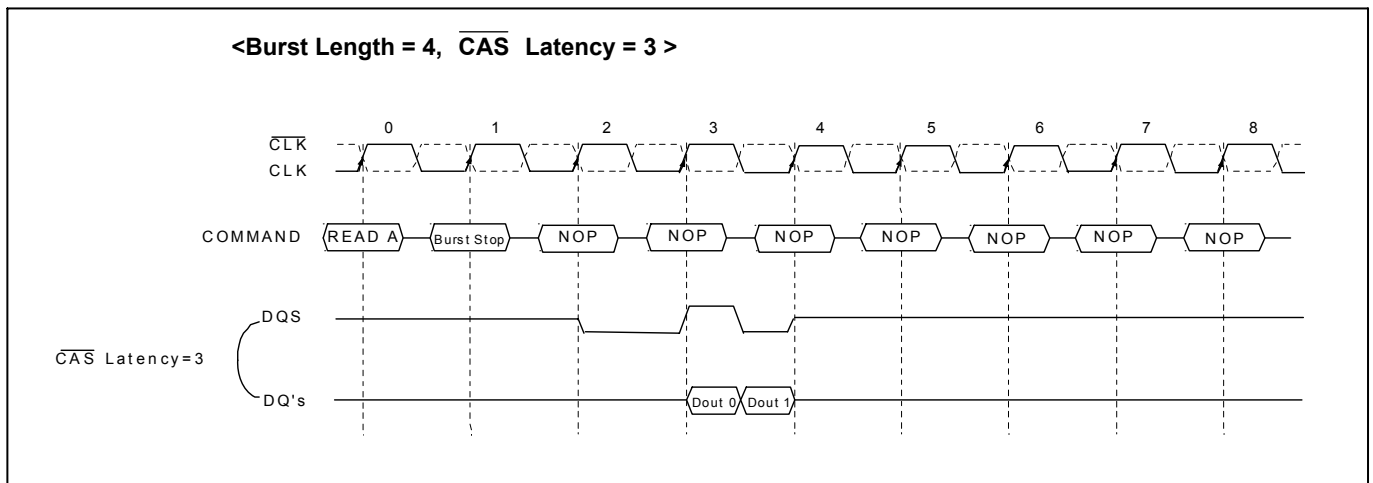 <Burst Length = 4, CAS Latency = 3 >
0 1 2 3 4 5 6 7 8
CLK
CLK
COMMAND READ A Burst Stop NOP NOP NOP NOP NOP NOP NOP
DQS
CAS Latency=3
DQ's Dout 0 Dout 1